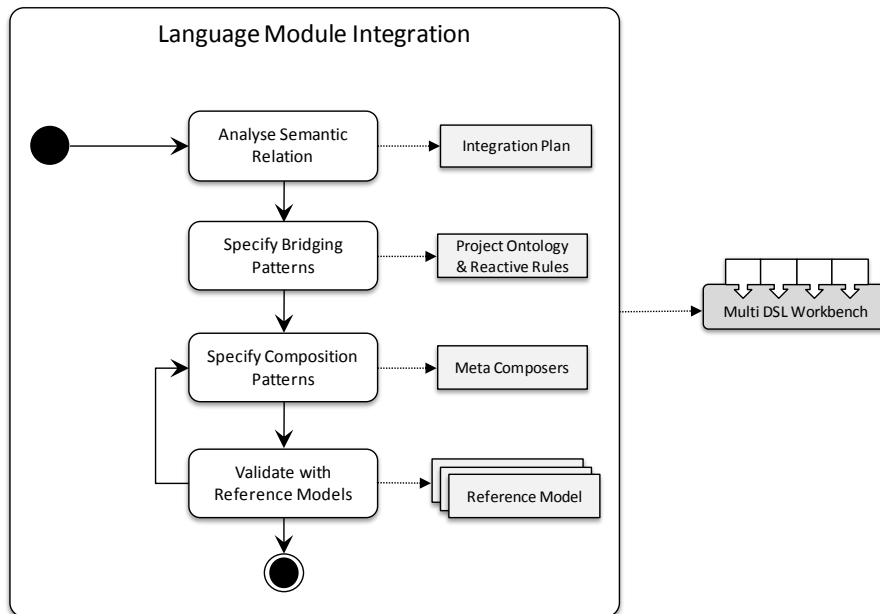 Language Module Integration
Analyse Semantic
Relation
Integration Plan
Specify Bridging
Patterns
Project Ontology
& Reactive Rules
Multi DSL Workbench
Specify Composition
Patterns
Meta Composers
Validate with
Reference Models
Reference Model